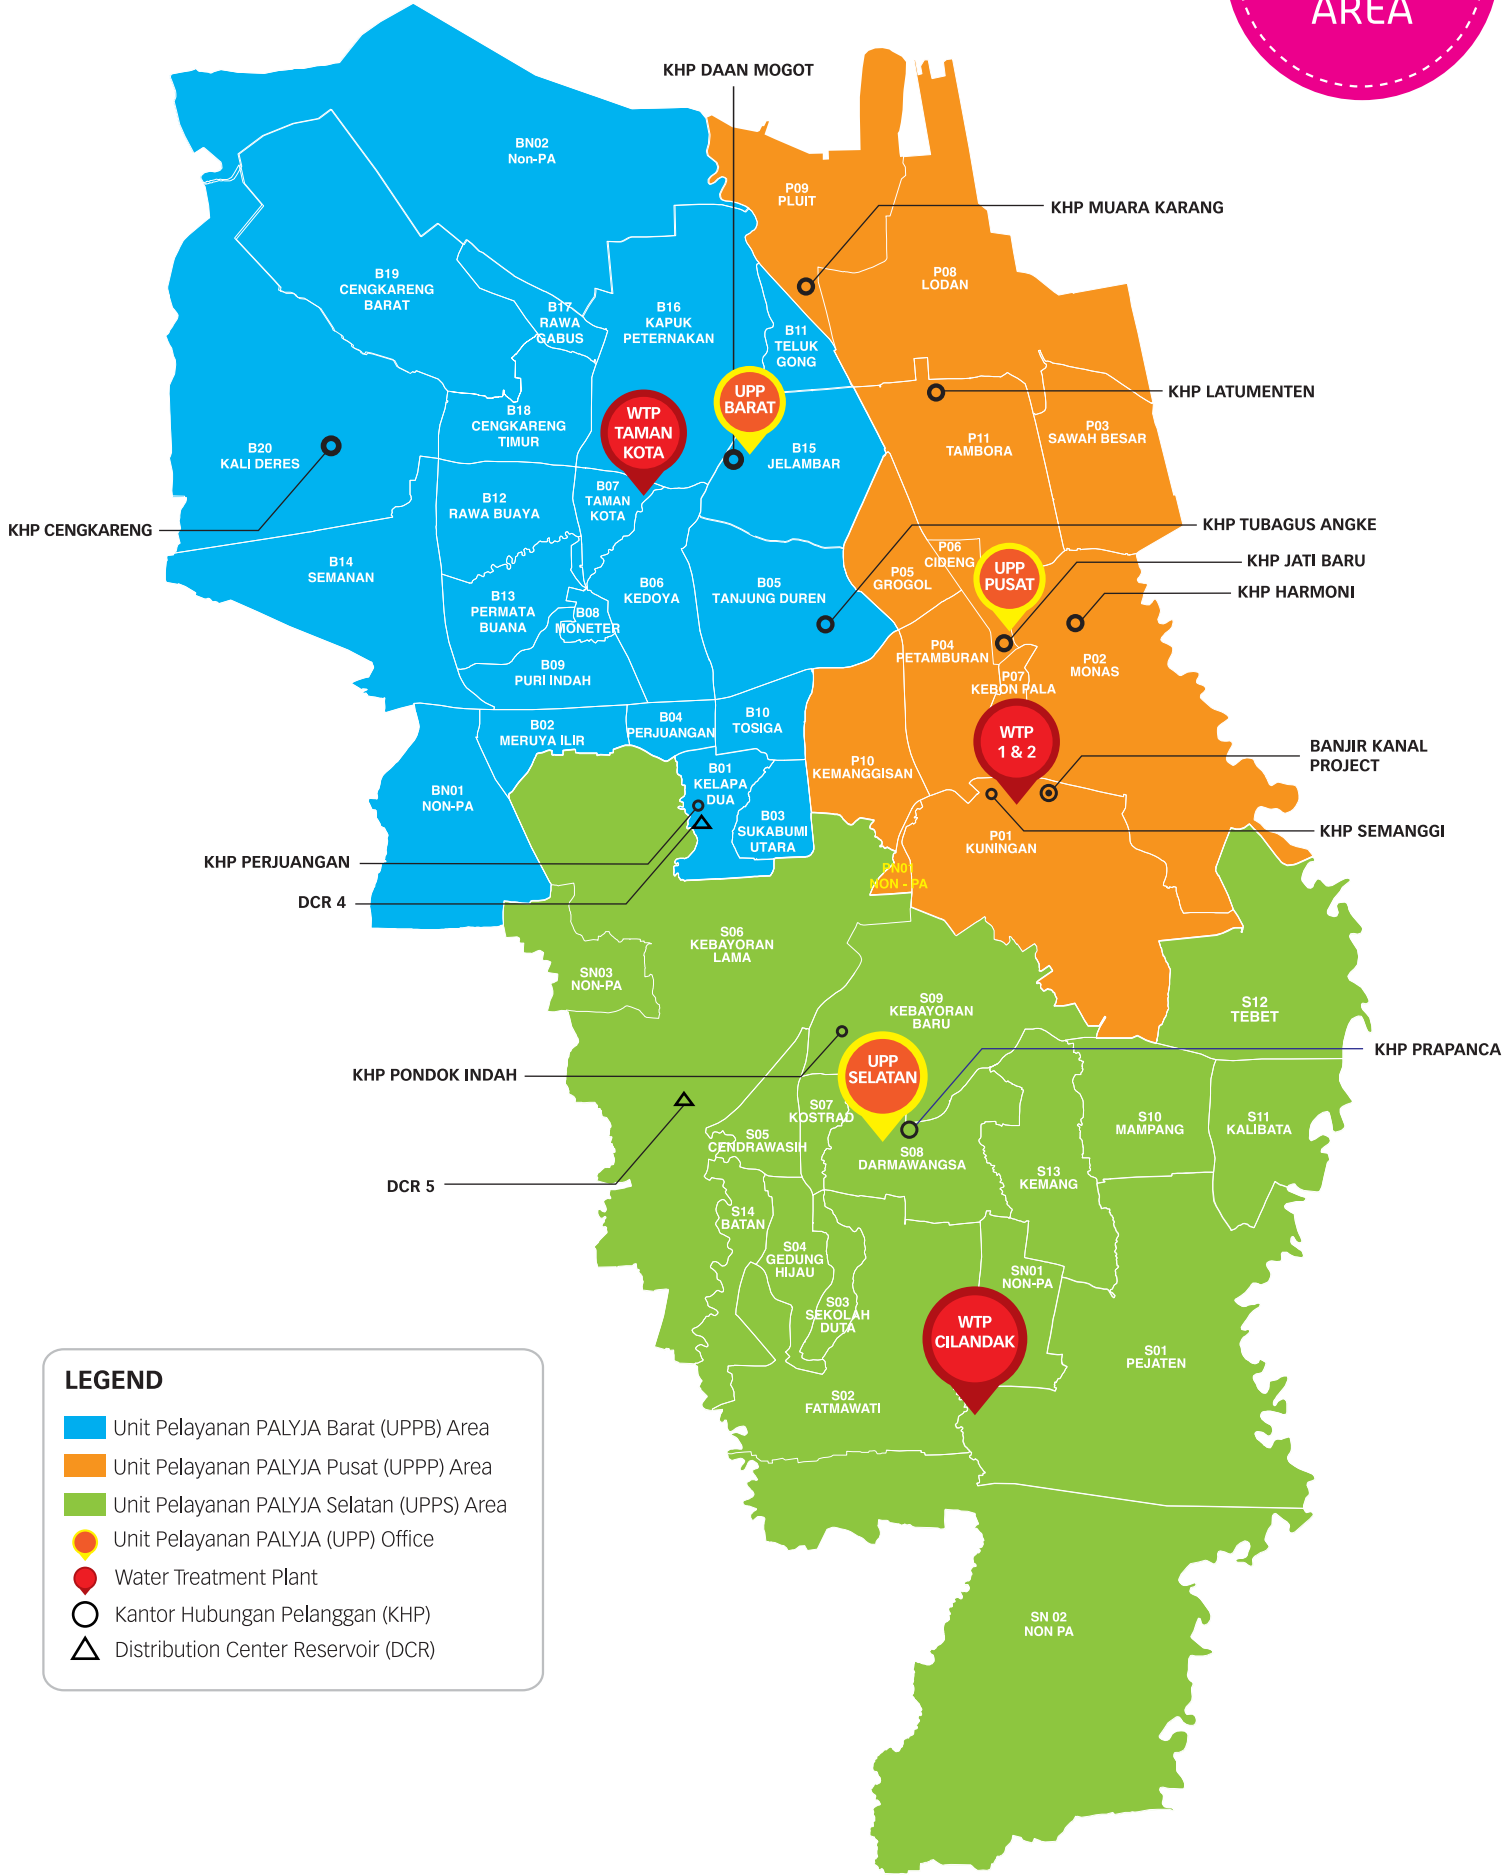 AREA
KHP DAAN MOGOT
BN02
Non-PA
P09
PLUIT
KHP MUARA KARANG
B19
CENGKARENG
BARAT
P08
LODAN
B17
RAWA
GABUS
B16
KAPUK
PETERNAKAN
B11
TELUK
GONG
UPP
BARAT
KHP LATUMENTEN
WTP
TAMAN
KOTA
B18
CENGKARENG
TIMUR
P03
SAWAH BESAR
P11
TAMBORA
B20
KALI DERES
B15
JELAMBAR
B07
TAMAN
KOTA
B12
RAWA BUAYA
KHP CENGKARENG
KHP TUBAGUS ANGKE
P06
CIDENG
KHP JATI BARU
B14
SEMANAN
P05
GROGOL
UPP
PUSAT
KHP HARMONI
B06
KEDOYA
B05
TANJUNG DUREN
B13
PERMATA
BUANA
B08
MONETER
P04
PETAMBURAN
P02
MONAS
B09
PURI INDAH
P07
KEBON PALA
B02
MERUYA ILIR
B04
PERJUANGAN
B10
TOSIGA
WTP
1 & 2
BANJIR KANAL
PROJECT
P10
KEMANGGISAN
B01
KELAPA
DUA
BN01
NON-PA
B03
SUKABUMI
UTARA
P01
KUNINGAN
KHP SEMANGGI
KHP PERJUANGAN
PN01
NON - PA
DCR 4
S06
KEBAYORAN
LAMA
SN03
NON-PA
S09
KEBAYORAN
BARU
S12
TEBET
KHP PRAPANCA
UPP
SELATAN
KHP PONDOK INDAH
S07
KOSTRAD
S10
MAMPANG
S11
KALIBATA
S05
CENDRAWASIH
S08
DARMAWANGSA
S13
KEMANG
DCR 5
S14
BATAN
S04
GEDUNG
HIJAU
SN01
NON-PA
S03
SEKOLAH
DUTA
WTP
CILANDAK
S01
PEJATEN
S02
FATMAWATI
SN 02
NON PA
LEGEND
Unit Pelayanan PALYJA Barat (UPPB) Area
Unit Pelayanan PALYJA Pusat (UPPP) Area
Unit Pelayanan PALYJA Selatan (UPPS) Area
Unit Pelayanan PALYJA (UPP) Office
Water Treatment Plant
Kantor Hubungan Pelanggan (KHP)
Distribution Center Reservoir (DCR)